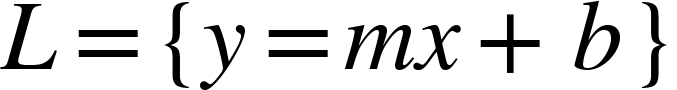 L = {y = mx + b}